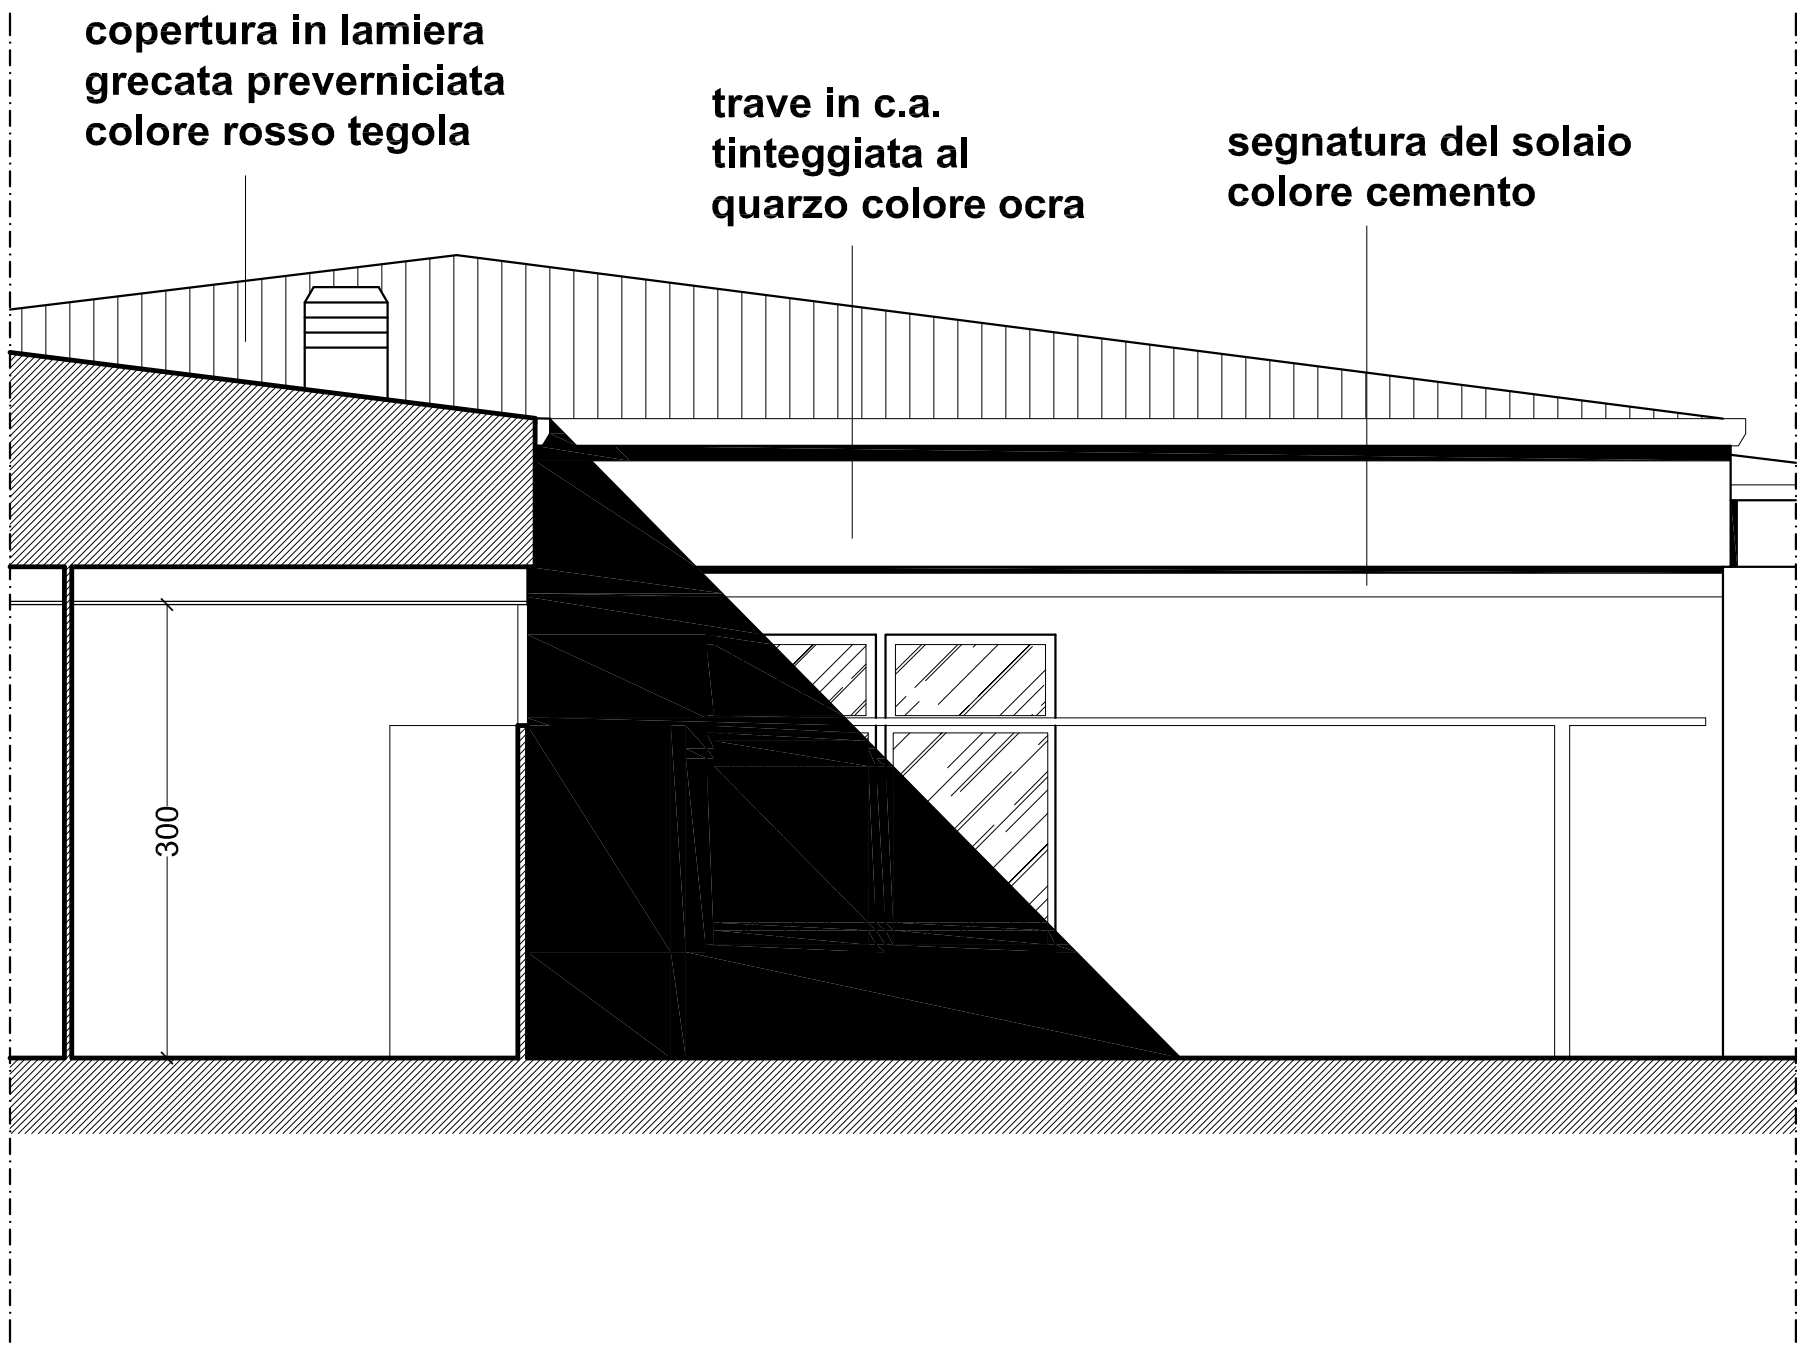 copertura in lamiera
grecata preverniciata
colore rosso tegola
trave in c.a.
tinteggiata al
quarzo colore ocra
segnatura del solaio
colore cemento
300